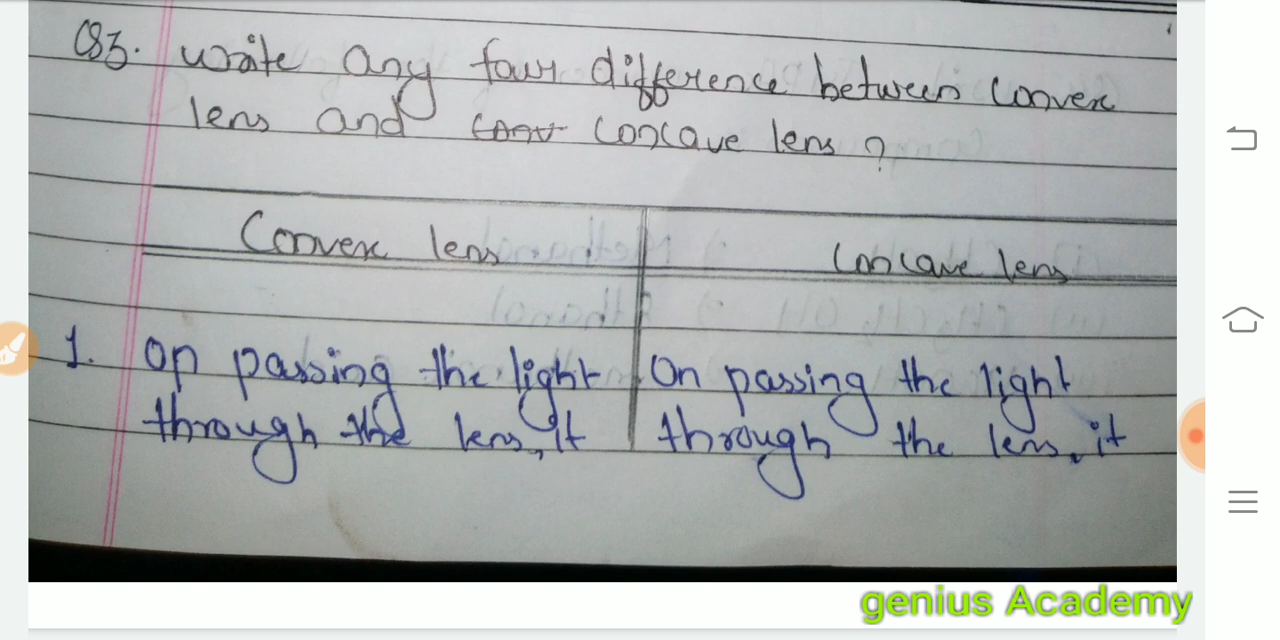 Q3. write any four difference between convex
lens and conv concave lens ?
Convex lens
Concave lens
1. On passing the light
through the lens, it
On passing the light
through the lens, it
genius Academy